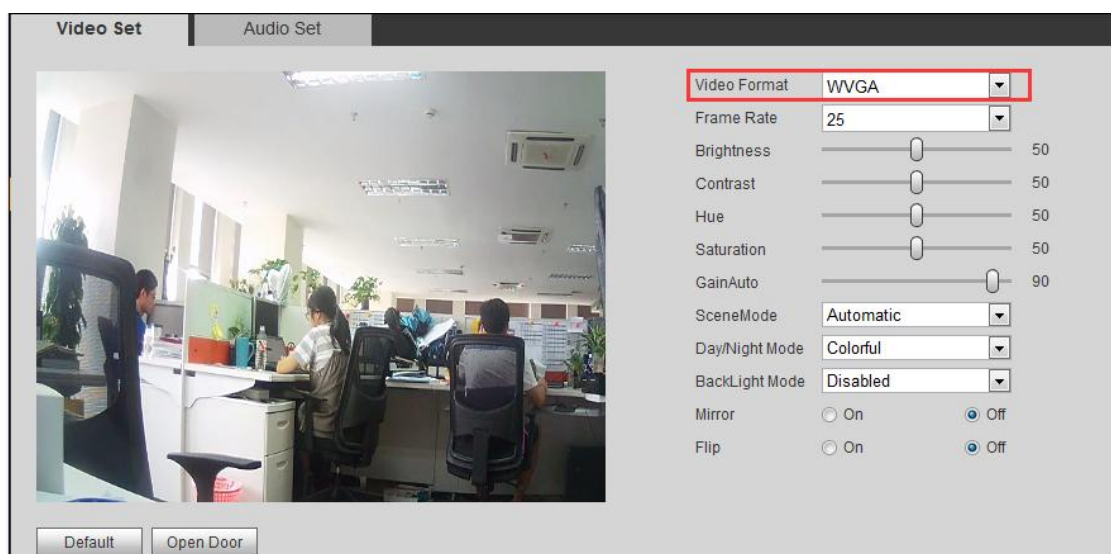 Video Set Audio Set
Video Format WVGA
Frame Rate 25
Brightness 50
Contrast 50
Hue 50
Saturation 50
GainAuto 90
SceneMode Automatic
Day/Night Mode Colorful
BackLight Mode Disabled
Mirror On Off
Flip On Off
Default Open Door